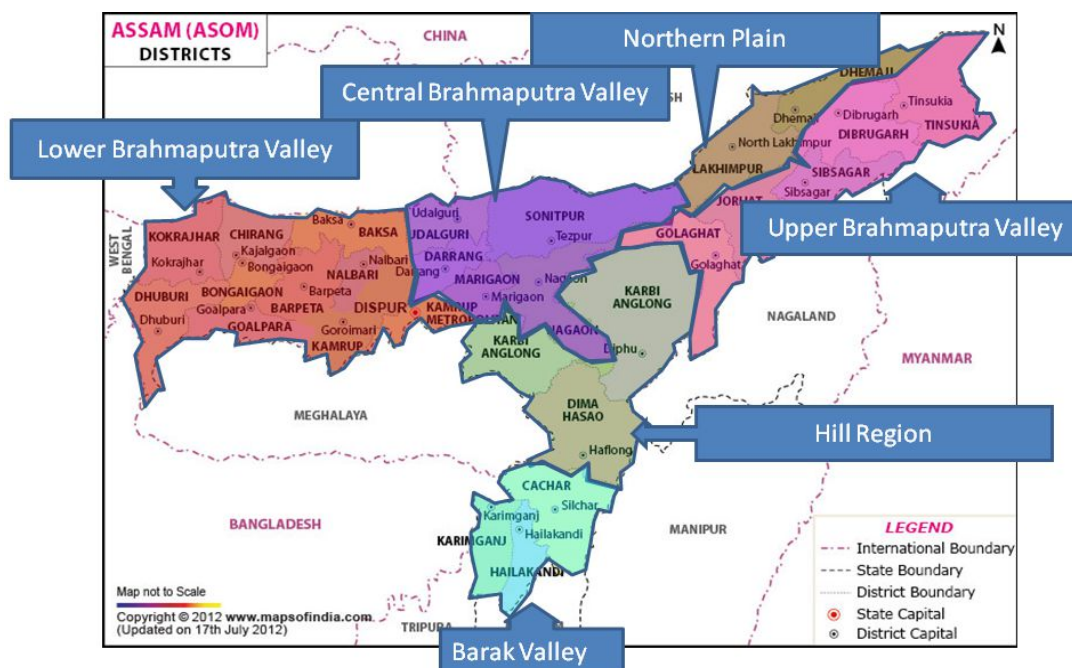 ASSAM (ASOM)
DISTRICTS
CHINA
Northern Plain
N
Central Brahmaputra Valley
Lower Brahmaputra Valley
Upper Brahmaputra Valley
DHEMAJI
Dhemaji
Tinsukia
Dibrugarh
DIBRUGARH
TINSUKIA
North Lakhimpur
LAKHIMPUR
SIBSAGAR
Sibsagar
JORHAT
GOLAGHAT
Golaghat
WEST
BENGAL
KOKRAJHAR
Kokrajhar
CHIRANG
Kajalgaon
Bongaigaon
BONGAIGAON
Baksa
BAKSA
Nalbari
NALBARI
Barpeta
BARPETA
DHUBURI
Dhuburi
Goalpara
GOALPARA
Goroimari
KAMRUP
DISPUR
KAMRUP
METROPOLITAN
Udalguri
UDALGURI
DARRANG
Darrang
SONITPUR
Tezpur
MARIGAON
Marigaon
Nagaon
NAGAON
KARBI
ANGLONG
KARBI
ANGLONG
Diphu
NAGALAND
MYANMAR
MEGHALAYA
DIMA
HASAO
Haflong
Hill Region
CACHAR
Silchar
Karimganj
KARIMGANJ
Hailakandi
HAILAKANDI
BANGLADESH
MANIPUR
TRIPURA
Barak Valley
LEGEND
International Boundary
State Boundary
District Boundary
State Capital
District Capital
Map not to Scale
Copyright © 2012 www.mapsofindia.com
(Updated on 17th July 2012)